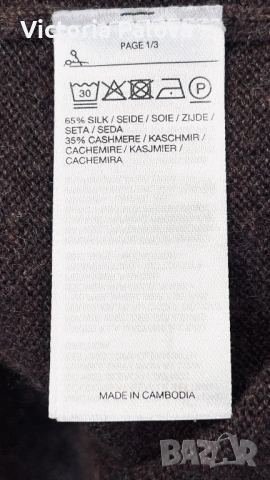 Victoria Pilotova
PAGE 1/3
30
P
65% SILK / SEIDE / SOIE / ZIJDE /
SETA / SEDA
35% CASHMERE / KASCHMIR /
CACHEMIRE / KASJMIER /
CACHEMIRA
MADE IN CAMBODIA
BAZAR